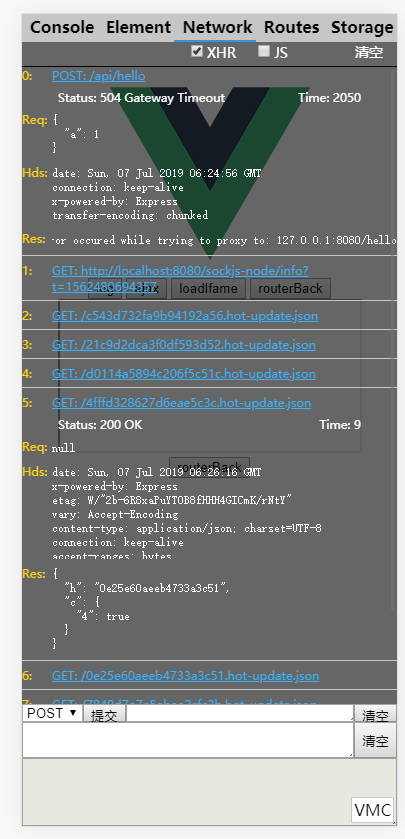 Console Element Network Routes Storage
XHR JS 清空
0: POST: /api/hello
Status: 504 Gateway Timeout Time: 2050
Req: {
"a": 1
}
Hds: date: Sun, 07 Jul 2019 06:24:56 GMT
connection: keep-alive
x-powered-by: Express
transfer-encoding: chunked
Res: or occured while trying to proxy to: 127.0.0.1:8080/hello
1: GET: http://localhost:8080/sockjs-node/info?
loadIfame routerBack
2: GET: /c543d732fa9b94192a56.hot-update.json
3: GET: /21c9d2dca3f0df593d52.hot-update.json
4: GET: /d0114a5894c206f5c51c.hot-update.json
5: GET: /4fffd328627d6eae5c3c.hot-update.json
Status: 200 OK Time: 9
Req: null
routerBack
Hds: date: Sun, 07 Jul 2019 06:26:16 GMT
x-powered-by: Express
etag: W/"2b-6R8xaPuYTOB8fHHH4GICmK/rNtY"
vary: Accept-Encoding
content-type: application/json; charset=UTF-8
connection: keep-alive
accept-ranges: bytes
Res: {
"h": "0e25e60aeeb4733a3c51",
"c": {
"4": true
}
}
6: GET: /0e25e60aeeb4733a3c51.hot-update.json
POST 提交 清空
清空
VMC